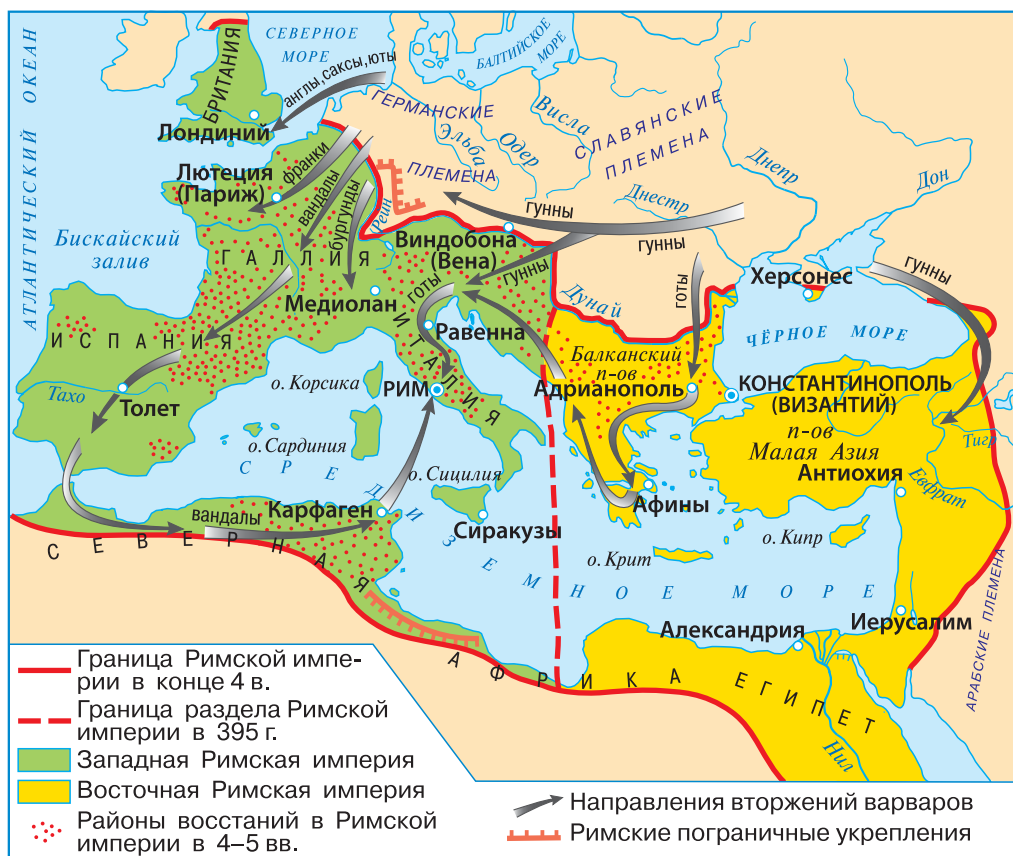 АТЛАНТИЧЕСКИЙ ОКЕАН
СЕВЕРНОЕ
МОРЕ
БАЛТИЙСКОЕ
МОРЕ
БРИТАНИЯ
англы, саксы, юты
Лондиний
ГЕРМАНСКИЕ
ПЛЕМЕНА
Эльба
Одер
Висла
СЛАВЯНСКИЕ
ПЛЕМЕНА
Днепр
Дон
Днестр
Лютеция
(Париж)
франки
вандалы
бургунды
Рейн
гунны
гунны
Бискайский
залив
ГАЛЛИЯ
Виндобона
(Вена)
гунны
готы
Дунай
готы
Херсонес
гунны
Медиолан
Равенна
ИТАЛИЯ
ЧЁРНОЕ МОРЕ
ИСПАНИЯ
Балканский
п-ов
о. Корсика
РИМ
Адрианополь
КОНСТАНТИНОПОЛЬ
(ВИЗАНТИЙ)
Тахо
Толет
п-ов
Малая Азия
Тигр
о. Сардиния
о. Сицилия
Антиохия
Евфрат
СРЕДИЗЕМНОЕ МОРЕ
Карфаген
вандалы
Сиракузы
Афины
о. Крит
о. Кипр
СЕВЕРНАЯ
АФРИКА
Александрия
Иерусалим
ЕГИПЕТ
Нил
АРАБСКИЕ ПЛЕМЕНА
Граница Римской импе-
рии в конце 4 в.
Граница раздела Римской
империи в 395 г.
Западная Римская империя
Восточная Римская империя
Районы восстаний в Римской
империи в 4–5 вв.
Направления вторжений варваров
Римские пограничные укрепления